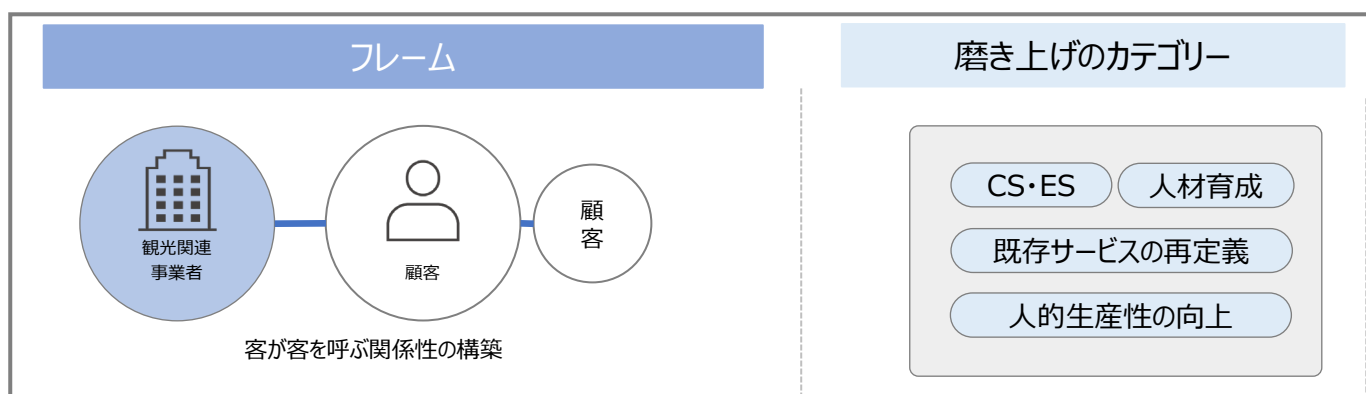 フレーム
磨き上げのカテゴリー
観光関連
事業者
顧客
顧
客
客が客を呼ぶ関係性の構築
CS・ES
人材育成
既存サービスの再定義
人的生産性の向上